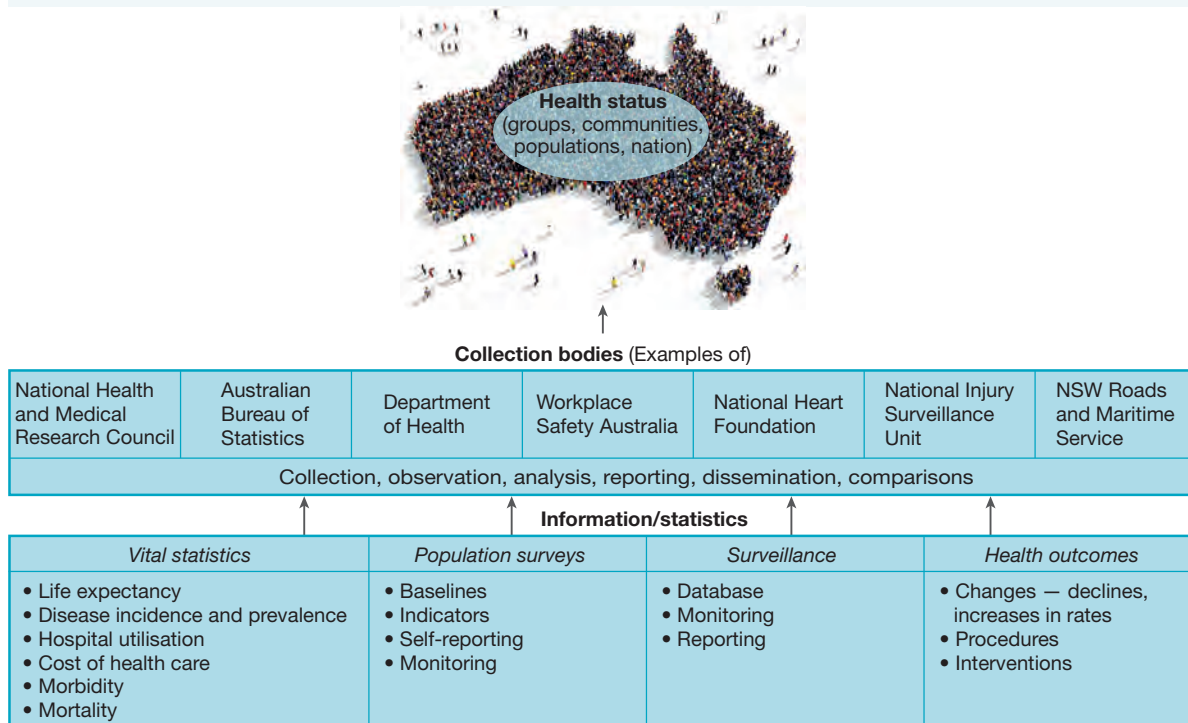 Health status
(groups, communities,
populations, nation)
Collection bodies (Examples of)
National Health
and Medical
Research Council
Australian
Bureau of
Statistics
Department
of Health
Workplace
Safety Australia
National Heart
Foundation
National Injury
Surveillance
Unit
NSW Roads
and Maritime
Service
Collection, observation, analysis, reporting, dissemination, comparisons
Information/statistics
Vital statistics
• Life expectancy
• Disease incidence and prevalence
• Hospital utilisation
• Cost of health care
• Morbidity
• Mortality
Population surveys
• Baselines
• Indicators
• Self-reporting
• Monitoring
Surveillance
• Database
• Monitoring
• Reporting
Health outcomes
• Changes — declines,
increases in rates
• Procedures
• Interventions